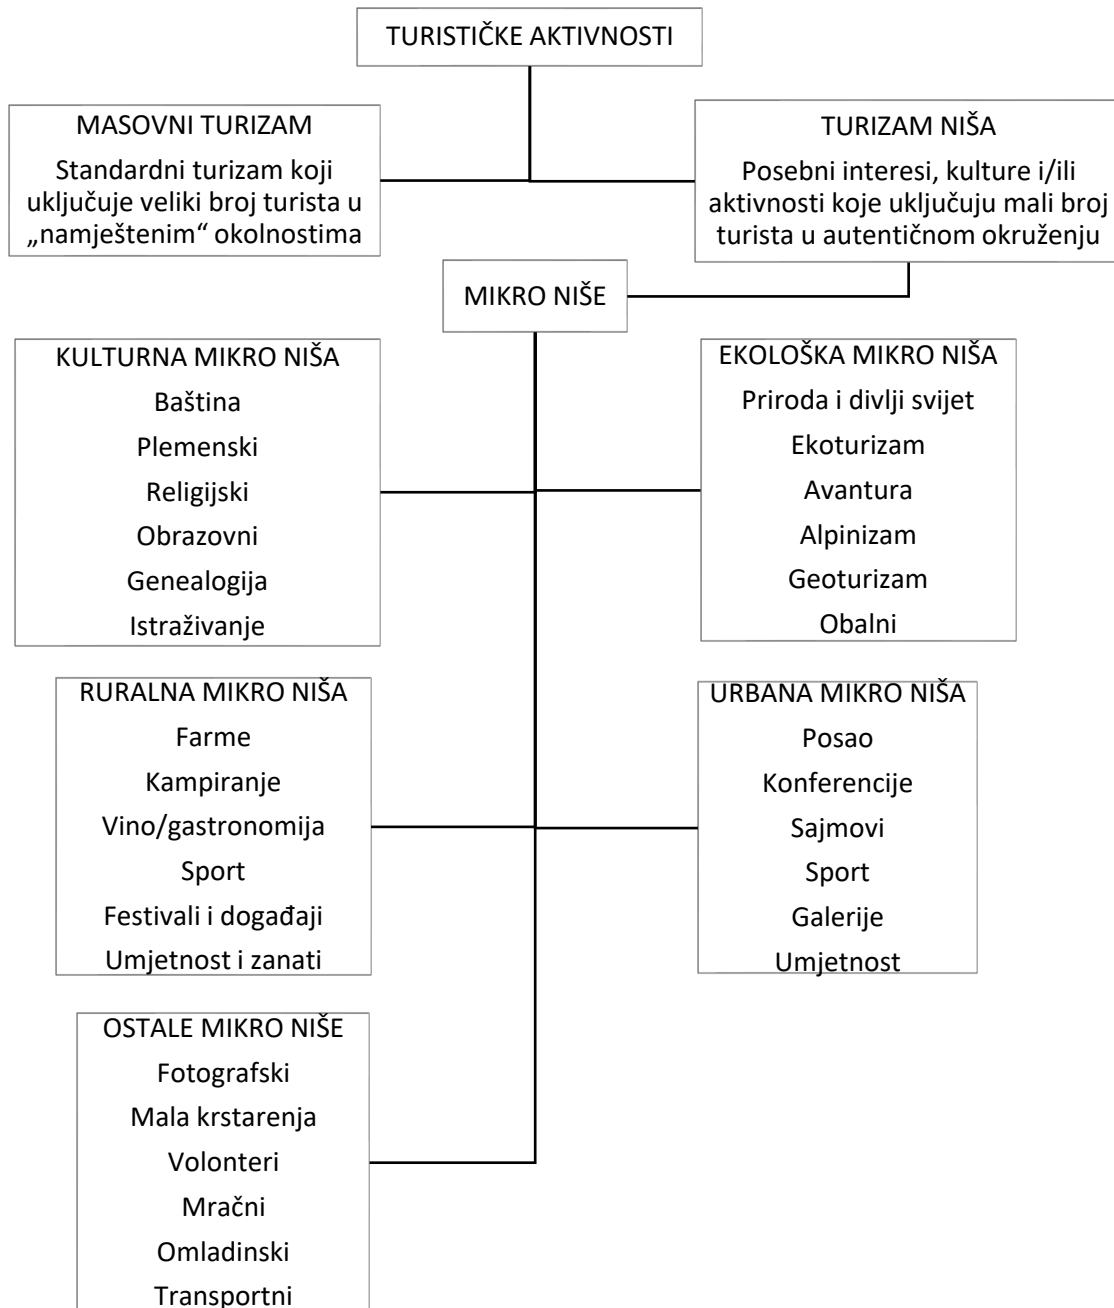 TURISTIČKE AKTIVNOSTI
MASOVNI TURIZAM
Standardni turizam koji
uključuje veliki broj turista u
„namještenim“ okolnostima
TURIZAM NIŠA
Posebni interesi, kulture i/ili
aktivnosti koje uključuju mali broj
turista u autentičnom okruženju
MIKRO NIŠE
KULTURNA MIKRO NIŠA
Baština
Plemenski
Religijski
Obrazovni
Genealogija
Istraživanje
EKOLOŠKA MIKRO NIŠA
Priroda i divlji svijet
Ekoturizam
Avantura
Alpinizam
Geoturizam
Obalni
RURALNA MIKRO NIŠA
Farme
Kampiranje
Vino/gastronomija
Sport
Festivali i događaji
Umjetnost i zanati
URBANA MIKRO NIŠA
Posao
Konferencije
Sajmovi
Sport
Galerije
Umjetnost
OSTALE MIKRO NIŠE
Fotografski
Mala krstarenja
Volonteri
Mračni
Omladinski
Transportni